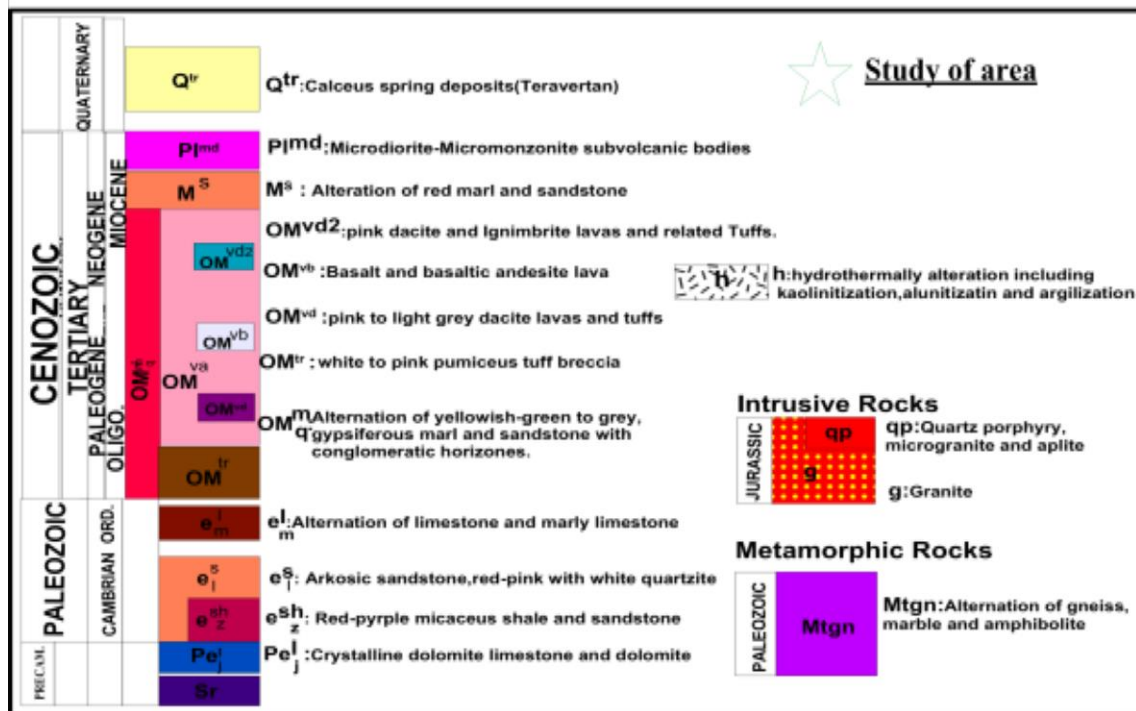 QUATERNARY
Qtr
Qtr:Calceus spring deposits(Teravertan)
Study of area
CENOZOIC
TERTIARY
PALEOGENE NEOGENE
MIOCENE
OLIGO.
Plmd
Plmd:Microdiorite-Micromonzonite subvolcanic bodies
MS
Ms : Alteration of red marl and sandstone
OMvd2:pink dacite and Ignimbrite lavas and related Tuffs.
OMvd2
OMvb :Basalt and basaltic andesite lava
OMvb
OMvd :pink to light grey dacite lavas and tuffs
OMva
OMtr : white to pink pumiceus tuff breccia
OMvd
OMmq:Alternation of yellowish-green to grey,
gypsiferous marl and sandstone with
conglomeratic horizones.
OMtr
h
h:hydrothermally alteration including
kaolinitization,alunitizatin and argilization
PALEOZOIC
CAMBRIAN ORD.
elm
elm:Alternation of limestone and marly limestone
esl
esl: Arkosic sandstone,red-pink with white quartzite
eshz
eshz: Red-pyrple micaceus shale and sandstone
PRECAM.
Pelj
Pelj:Crystalline dolomite limestone and dolomite
Sr
Intrusive Rocks
JURASSIC
qp
g
qp:Quartz porphyry,
microgranite and aplite
g:Granite
Metamorphic Rocks
PALEOZOIC
Mtgn
Mtgn:Alternation of gneiss,
marble and amphibolite